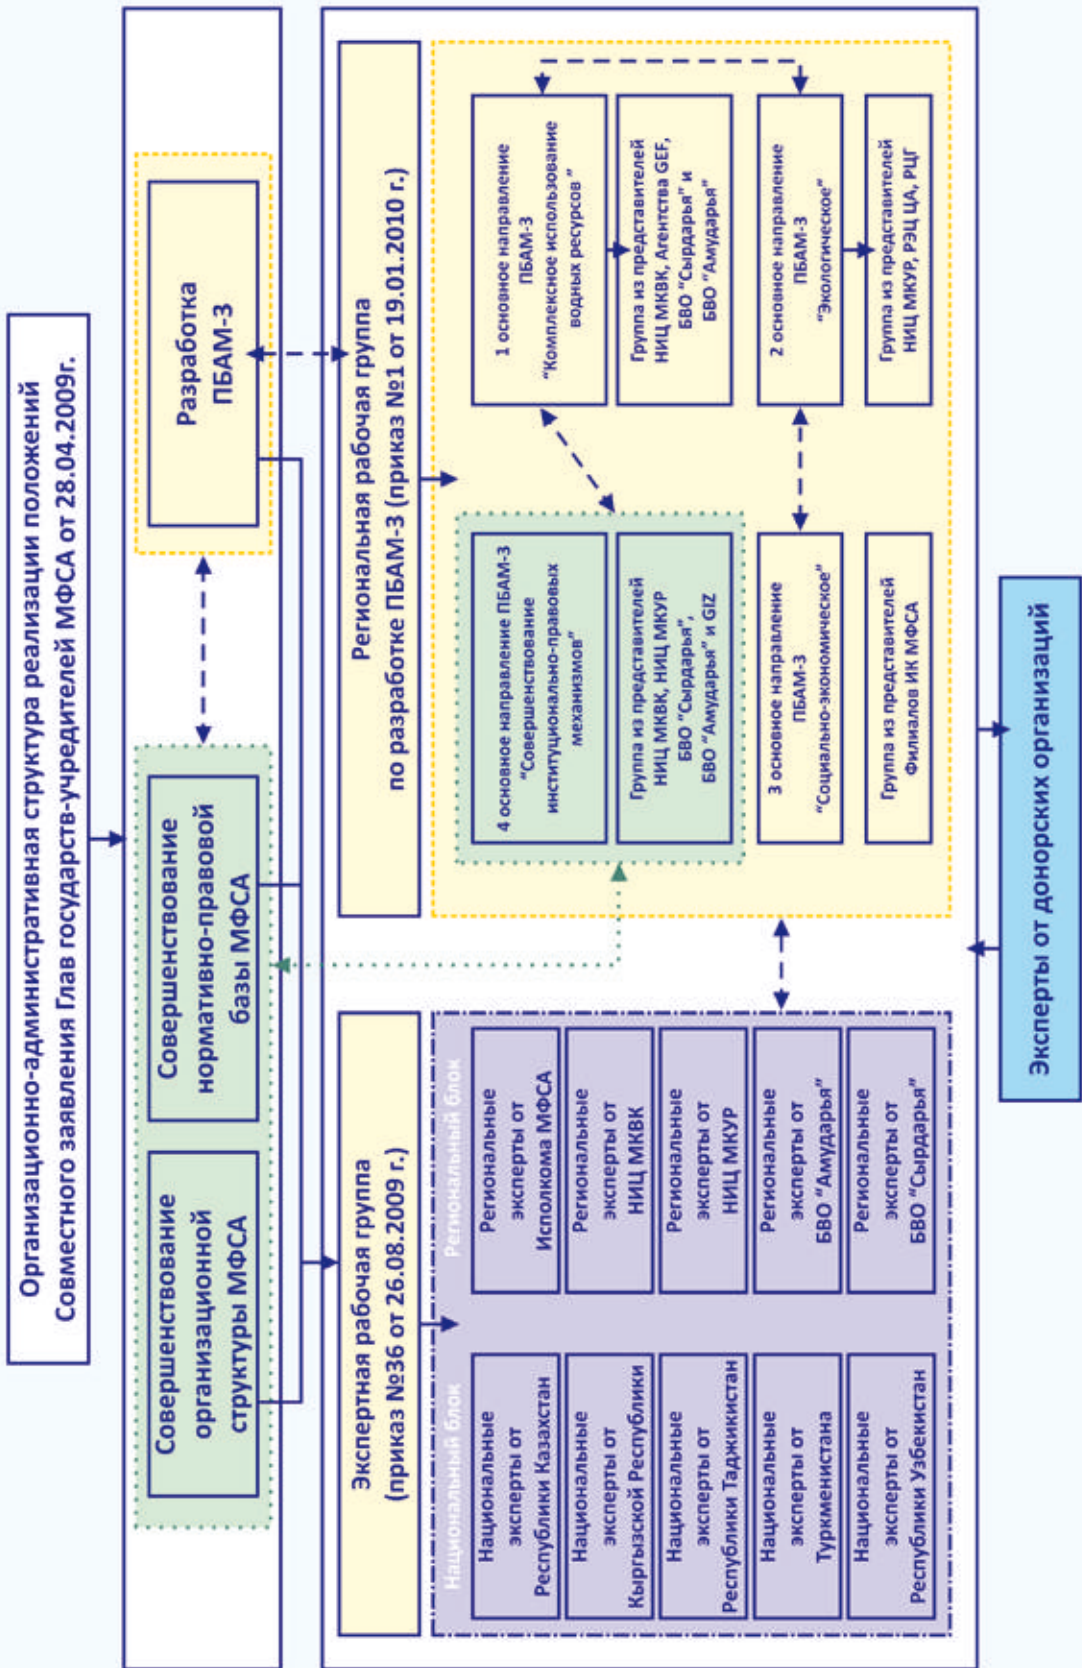 Организационно-административная структура реализации положений
Совместного заявления Глав государств-учредителей МФСА от 28.04.2009г.
Совершенствование
организационной
структуры МФСА
Совершенствование
нормативно-правовой
базы МФСА
Разработка
ПБАМ-3
Экспертная рабочая группа
(приказ №36 от 26.08.2009 г.)
Национальный блок
Национальные
эксперты от
Республики Казахстан
Национальные
эксперты от
Кыргызской Республики
Национальные
эксперты от
Республики Таджикистан
Национальные
эксперты от
Туркменистана
Национальные
эксперты от
Республики Узбекистан
Региональный блок
Региональные
эксперты от
Исполкома МФСА
Региональные
эксперты от
НИЦ МКВК
Региональные
эксперты от
НИЦ МКУР
Региональные
эксперты от
БВО “Амударья”
Региональные
эксперты от
БВО “Сырдарья”
Региональная рабочая группа
по разработке ПБАМ-3 (приказ №1 от 19.01.2010 г.)
4 основное направление ПБАМ-3
“Совершенствование
институционально-правовых
механизмов”
Группа из представителей
НИЦ МКВК, НИЦ МКУР
БВО “Сырдарья”,
БВО “Амударья” и GIZ
1 основное направление
ПБАМ-3
“Комплексное использование
водных ресурсов”
Группа из представителей
НИЦ МКВК, Агентства GEF,
БВО “Сырдарья” и
БВО “Амударья”
3 основное направление
ПБАМ-3
“Социально-экономическое”
Группа из представителей
Филиалов ИК МФСА
2 основное направление
ПБАМ-3
“Экологическое”
Группа из представителей
НИЦ МКУР, РЭЦ ЦА, РЦГ
Эксперты от донорских организаций